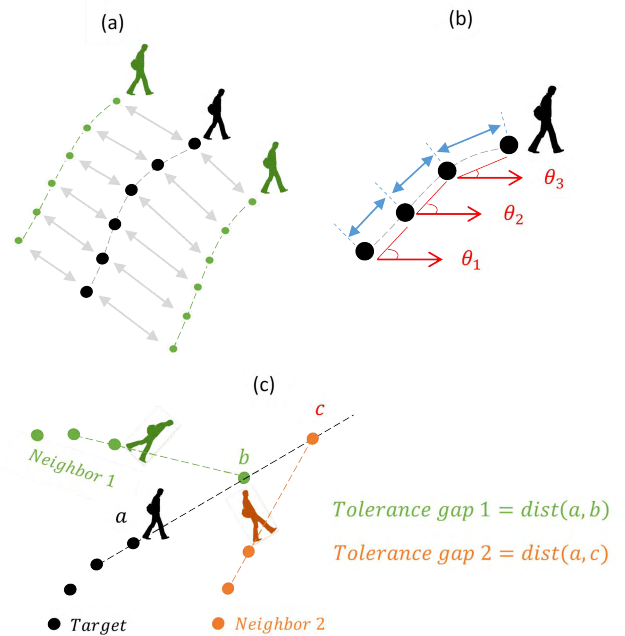 (a)
(b)
θ₃
θ₂
θ₁
(c)
c
b
Neighbor 1
a
Tolerance gap 1 = dist(a, b)
Tolerance gap 2 = dist(a, c)
Target
Neighbor 2